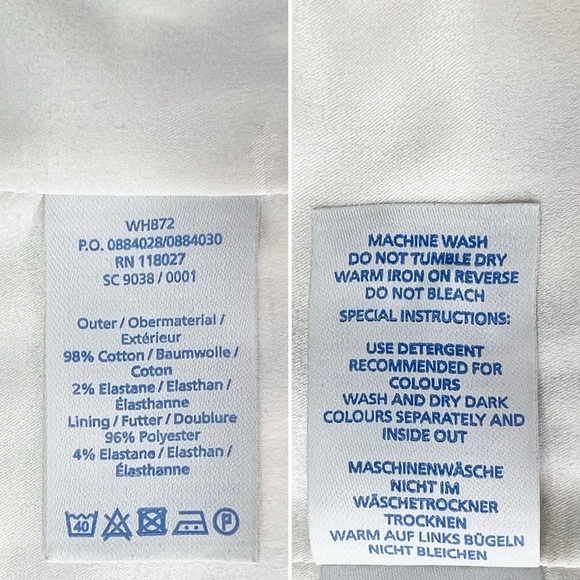 WH872
P.O. 0884028/0884030
RN 118027
SC 9038 / 0001
Outer / Obermaterial /
Extérieur
98% Cotton / Baumwolle /
Coton
2% Elastane / Elasthan /
Élasthanne
Lining / Futter / Doublure
96% Polyester
4% Elastane / Elasthan /
Élasthanne
40
P
MACHINE WASH
DO NOT TUMBLE DRY
WARM IRON ON REVERSE
DO NOT BLEACH
SPECIAL INSTRUCTIONS:
USE DETERGENT
RECOMMENDED FOR
COLOURS
WASH AND DRY DARK
COLOURS SEPARATELY AND
INSIDE OUT
MASCHINENWÄSCHE
NICHT IM
WÄSCHETROCKNER
TROCKNEN
WARM AUF LINKS BÜGELN
NICHT BLEICHEN